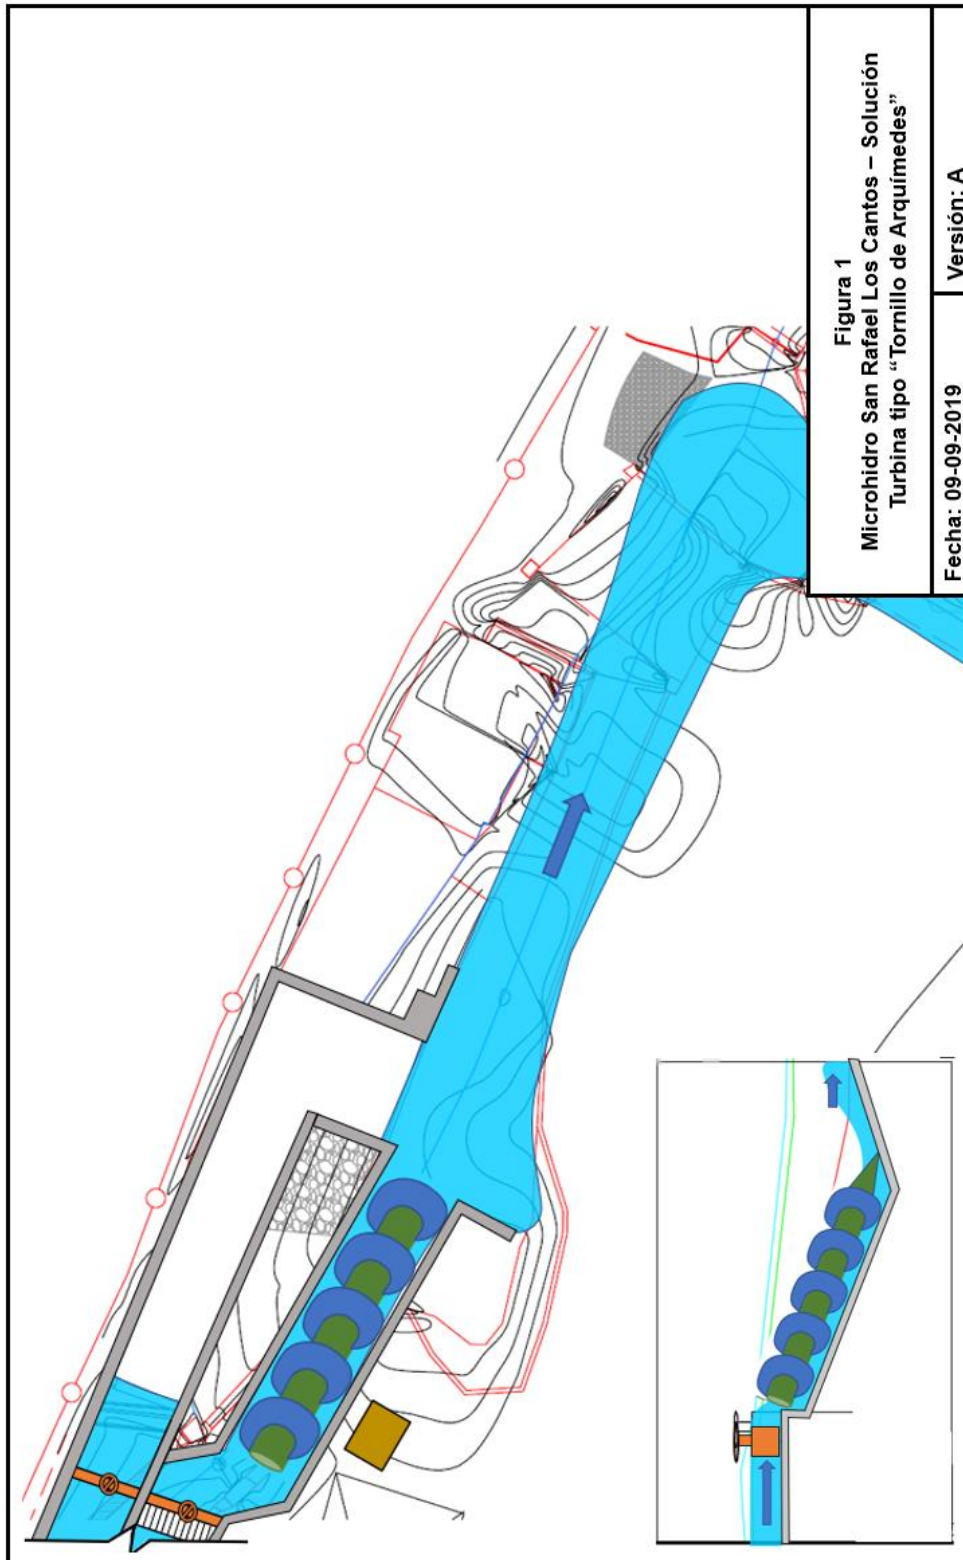 Figura 1
Microhidro San Rafael Los Cantos – Solución
Turbina tipo “Tornillo de Arquímedes”
Fecha: 09-09-2019
Versión: A